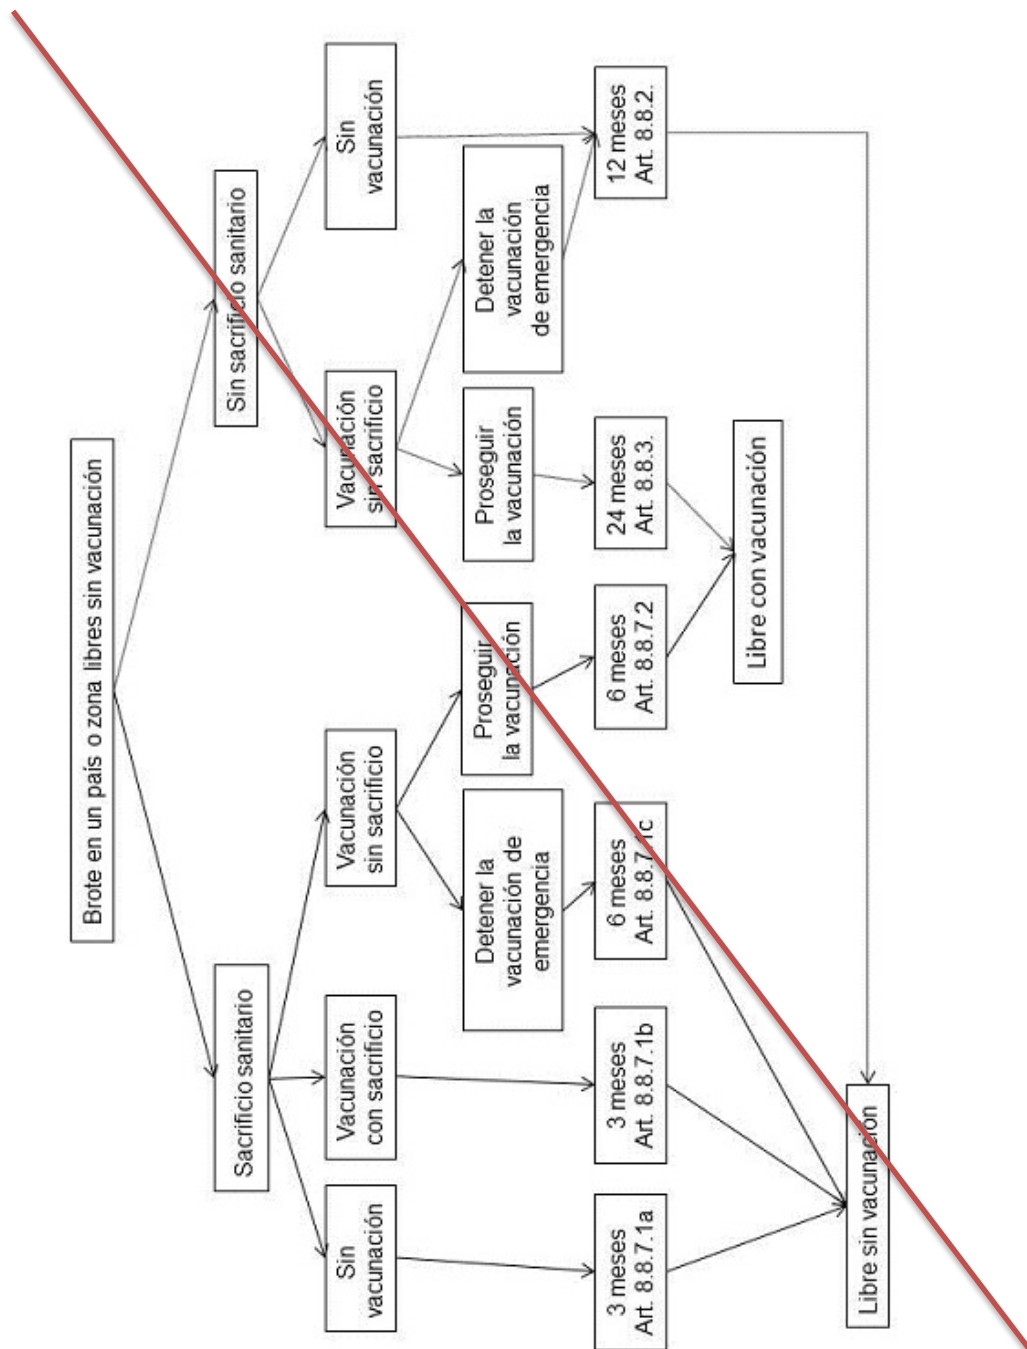 Brote en un país o zona libres sin vacunación
Sacrificio sanitario
Sin sacrificio sanitario
Sin
vacunación
Vacunación
con sacrificio
Vacunación
sin sacrificio
Vacunación
sin sacrificio
Sin
vacunación
Detener la
vacunación de
emergencia
Proseguir
la vacunación
Proseguir
la vacunación
Detener la
vacunación
de emergencia
3 meses
Art. 8.8.7.1a
3 meses
Art. 8.8.7.1b
6 meses
Art. 8.8.7.1c
6 meses
Art. 8.8.7.2
24 meses
Art. 8.8.3.
12 meses
Art. 8.8.2.
Libre con vacunación
Libre sin vacunación